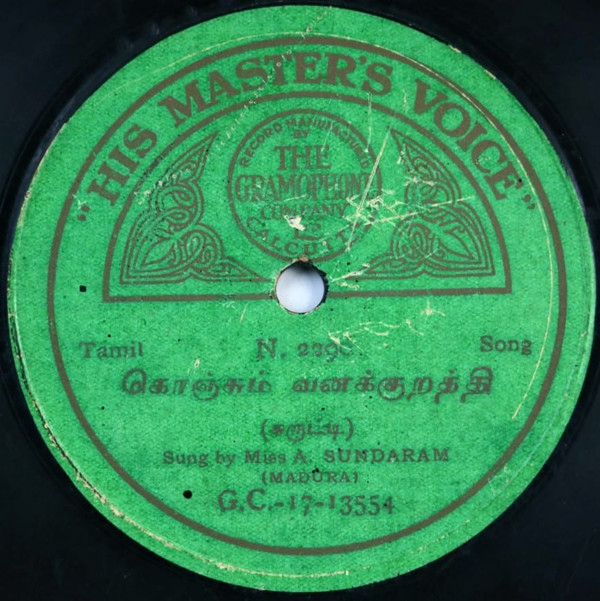 "HIS MASTER'S VOICE"
RECORD MANUFACTURED
BY
THE
GRAMOPHONE
COMPANY
CALCUTTA
Tamil N. 2290 Song
கொஞ்சும் வனக்குறத்தி
(சுருட்டி)
Sung by Miss A. SUNDARAM
(MADURA)
G.C.-17-13554